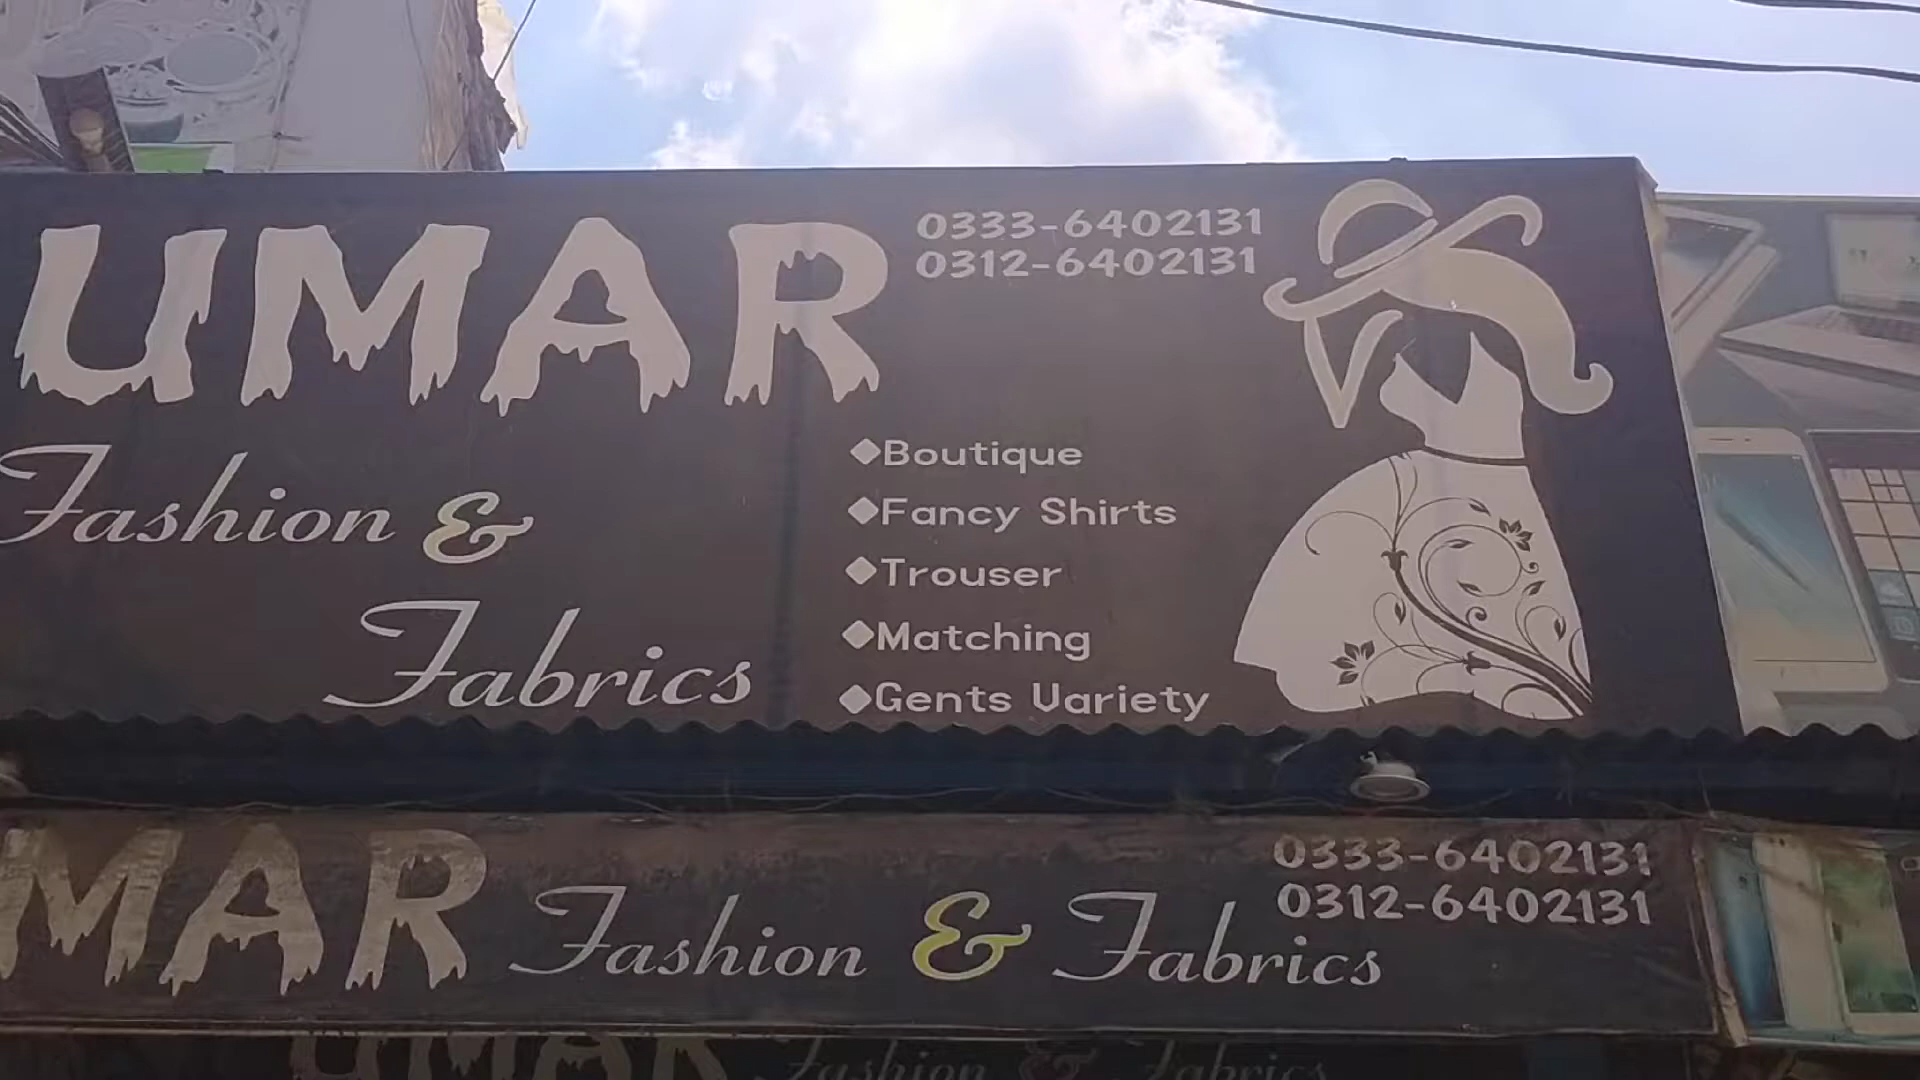 UMAR
0333-6402131
0312-6402131
Fashion &
Fabrics
◆Boutique
◆Fancy Shirts
◆Trouser
◆Matching
◆Gents Variety
MAR Fashion & Fabrics
0333-6402131
0312-6402131
UMAR Fashion & Fabrics